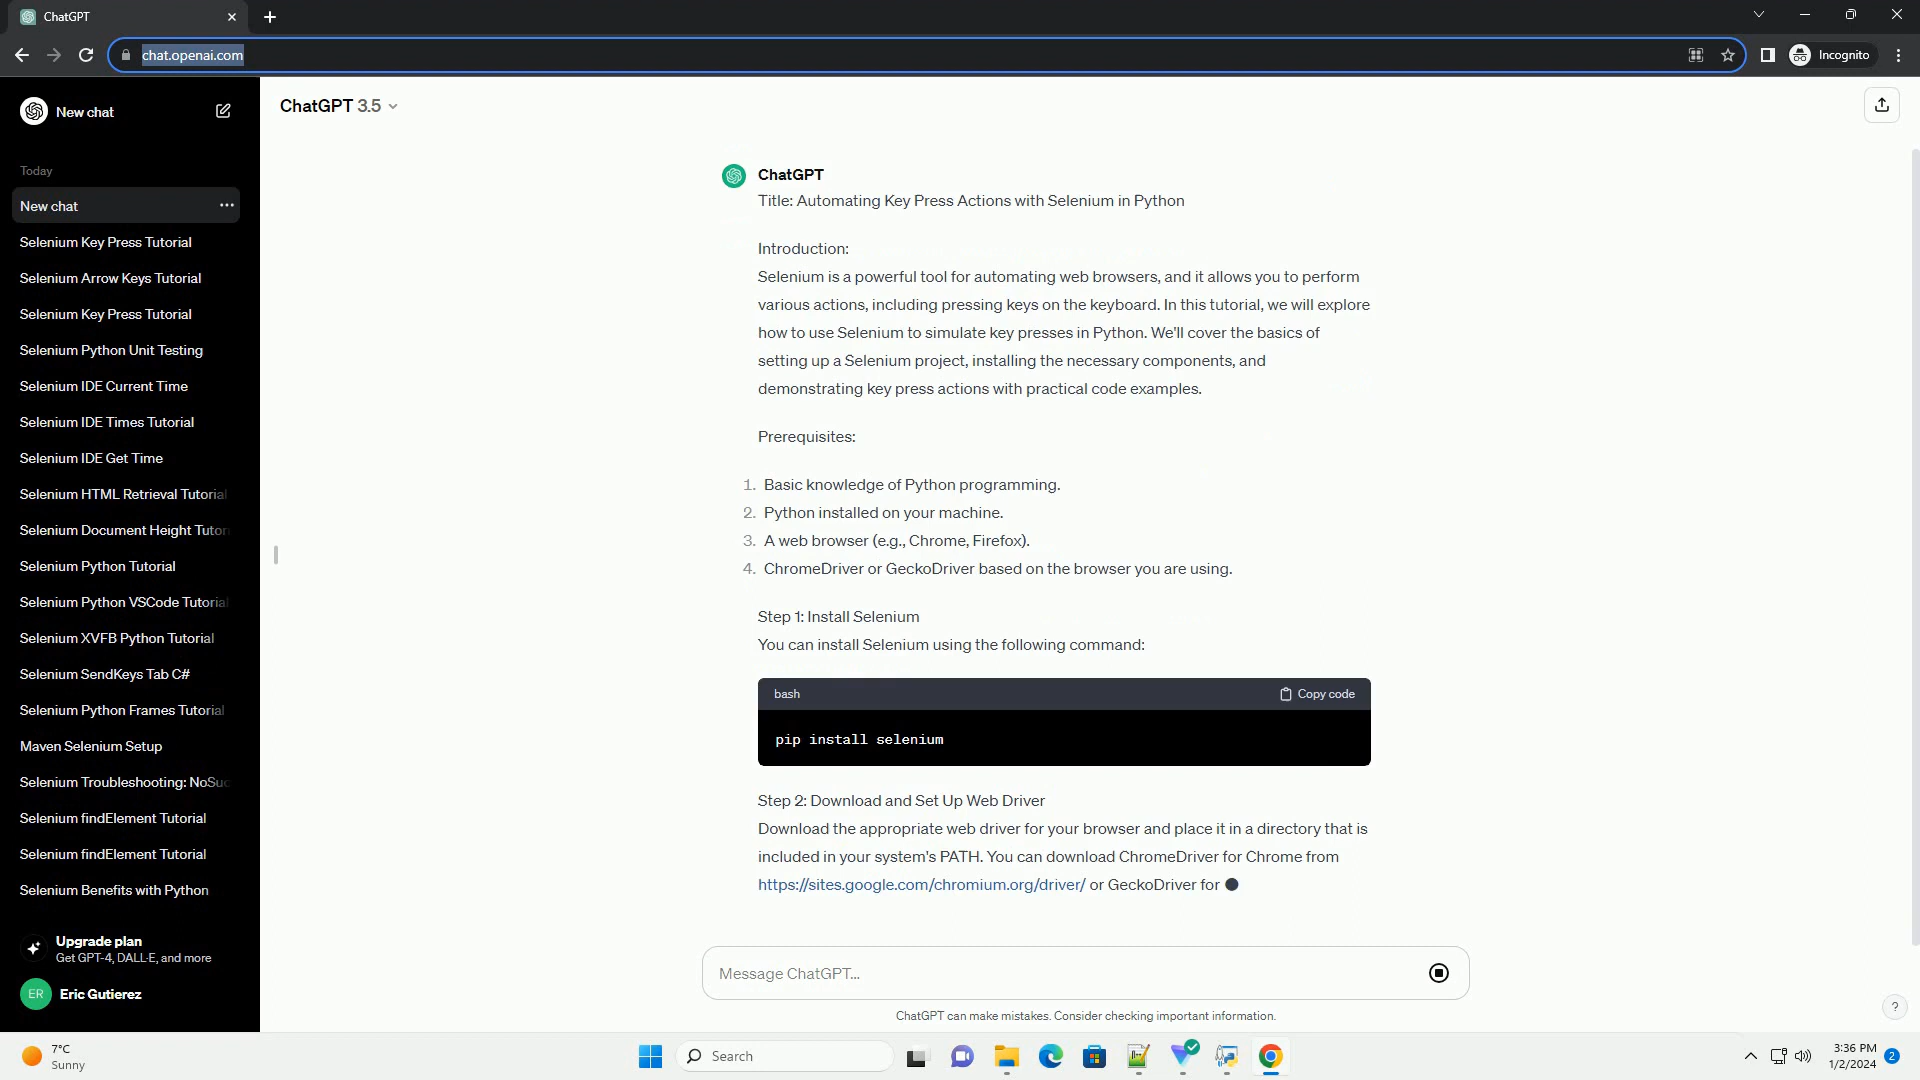 ChatGPT
chat.openai.com
Incognito
New chat
Today
New chat
Selenium Key Press Tutorial
Selenium Arrow Keys Tutorial
Selenium Key Press Tutorial
Selenium Python Unit Testing
Selenium IDE Current Time
Selenium IDE Times Tutorial
Selenium IDE Get Time
Selenium HTML Retrieval Tutorial
Selenium Document Height Tutor
Selenium Python Tutorial
Selenium Python VSCode Tutorial
Selenium XVFB Python Tutorial
Selenium SendKeys Tab C#
Selenium Python Frames Tutorial
Maven Selenium Setup
Selenium Troubleshooting: NoSuc
Selenium findElement Tutorial
Selenium findElement Tutorial
Selenium Benefits with Python
Upgrade plan
Get GPT-4, DALL·E, and more
ER
Eric Gutierez
ChatGPT 3.5
ChatGPT
Title: Automating Key Press Actions with Selenium in Python
Introduction:
Selenium is a powerful tool for automating web browsers, and it allows you to perform
various actions, including pressing keys on the keyboard. In this tutorial, we will explore
how to use Selenium to simulate key presses in Python. We'll cover the basics of
setting up a Selenium project, installing the necessary components, and
demonstrating key press actions with practical code examples.
Prerequisites:
1. Basic knowledge of Python programming.
2. Python installed on your machine.
3. A web browser (e.g., Chrome, Firefox).
4. ChromeDriver or GeckoDriver based on the browser you are using.
Step 1: Install Selenium
You can install Selenium using the following command:
bash
Copy code
pip install selenium
Step 2: Download and Set Up Web Driver
Download the appropriate web driver for your browser and place it in a directory that is
included in your system's PATH. You can download ChromeDriver for Chrome from
https://sites.google.com/chromium.org/driver/ or GeckoDriver for
Message ChatGPT...
ChatGPT can make mistakes. Consider checking important information.
?
7°C
Sunny
Search
3:36 PM
1/2/2024
2